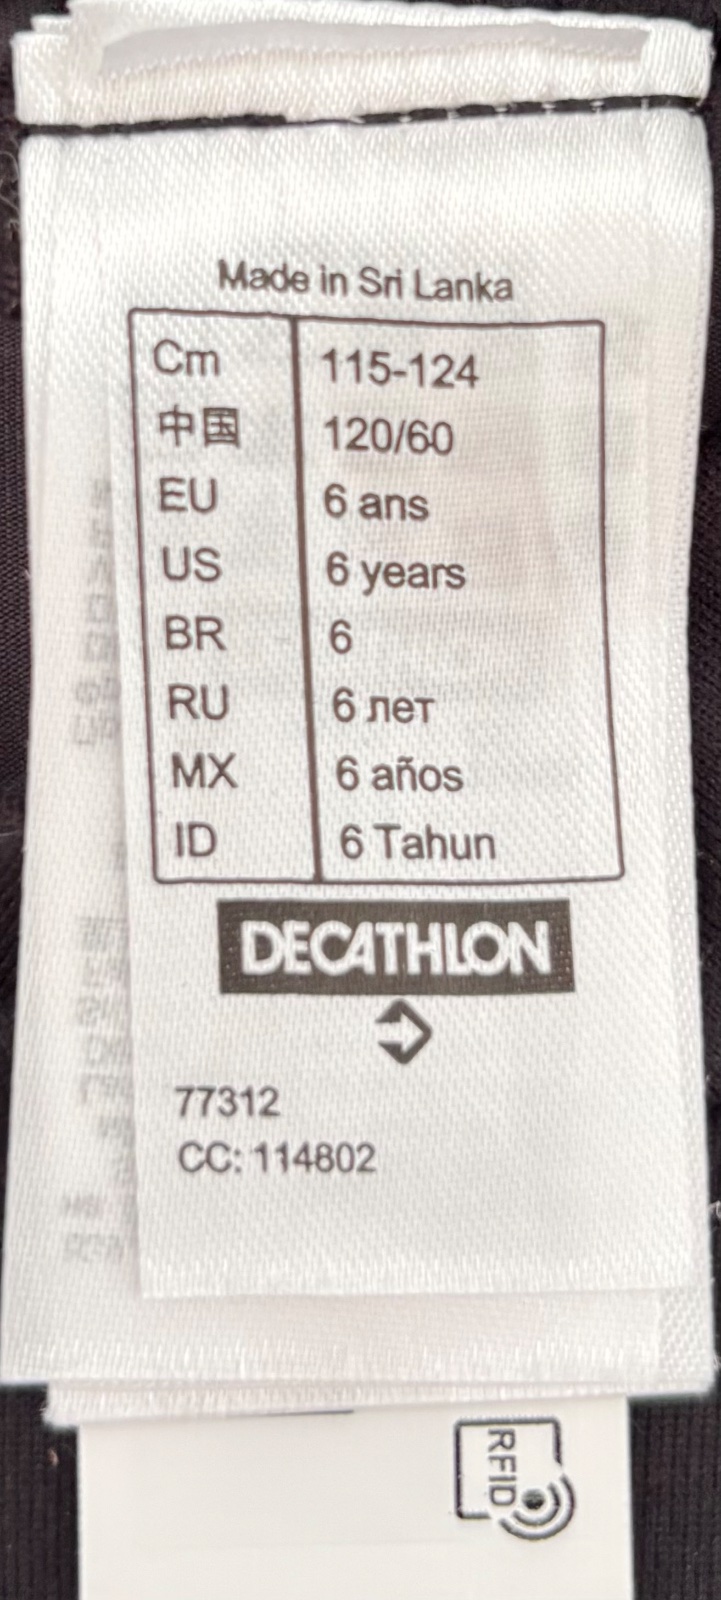 Made in Sri Lanka
Cm 115-124
中国 120/60
EU 6 ans
US 6 years
BR 6
RU 6 лет
MX 6 años
ID 6 Tahun
DECATHLON
77312
CC: 114802
RFID